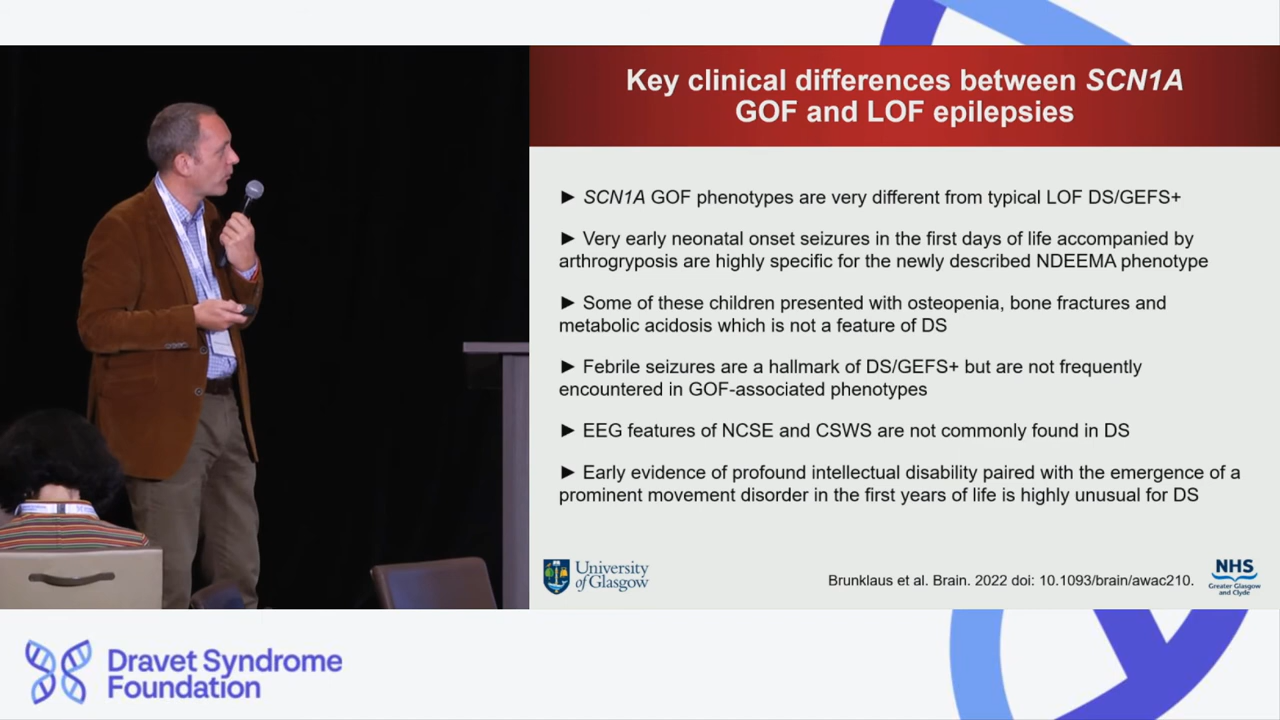 Key clinical differences between SCN1A
GOF and LOF epilepsies
► SCN1A GOF phenotypes are very different from typical LOF DS/GEFS+
► Very early neonatal onset seizures in the first days of life accompanied by
arthrogryposis are highly specific for the newly described NDEEMA phenotype
► Some of these children presented with osteopenia, bone fractures and
metabolic acidosis which is not a feature of DS
► Febrile seizures are a hallmark of DS/GEFS+ but are not frequently
encountered in GOF-associated phenotypes
► EEG features of NCSE and CSWS are not commonly found in DS
► Early evidence of profound intellectual disability paired with the emergence of a
prominent movement disorder in the first years of life is highly unusual for DS
University
of Glasgow
Brunklaus et al. Brain. 2022 doi: 10.1093/brain/awac210.
NHS
Greater Glasgow
and Clyde
Dravet Syndrome
Foundation